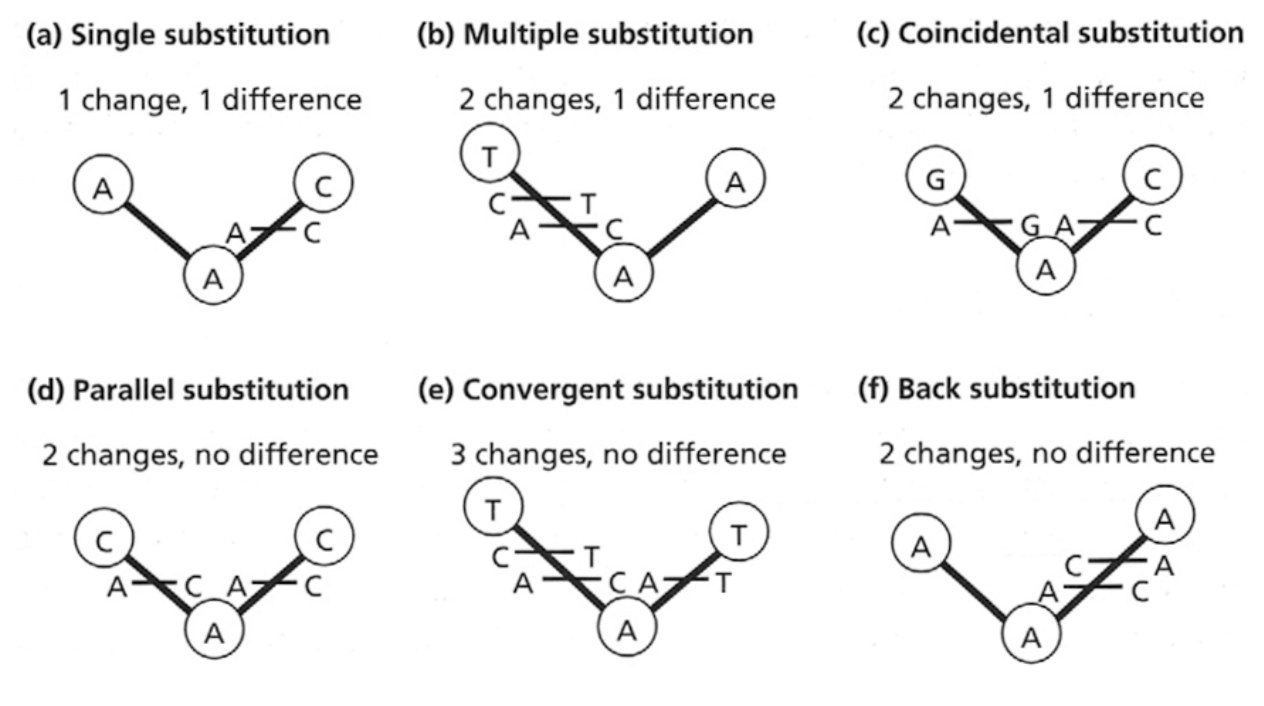 (a) Single substitution
1 change, 1 difference
A
C
A C
A
(b) Multiple substitution
2 changes, 1 difference
T
A
C T
A C
A
(c) Coincidental substitution
2 changes, 1 difference
G
C
A G A C
A
(d) Parallel substitution
2 changes, no difference
C
C
A C A C
A
(e) Convergent substitution
3 changes, no difference
T
T
C T
A C A T
A
(f) Back substitution
2 changes, no difference
A
A
C A
A C
A